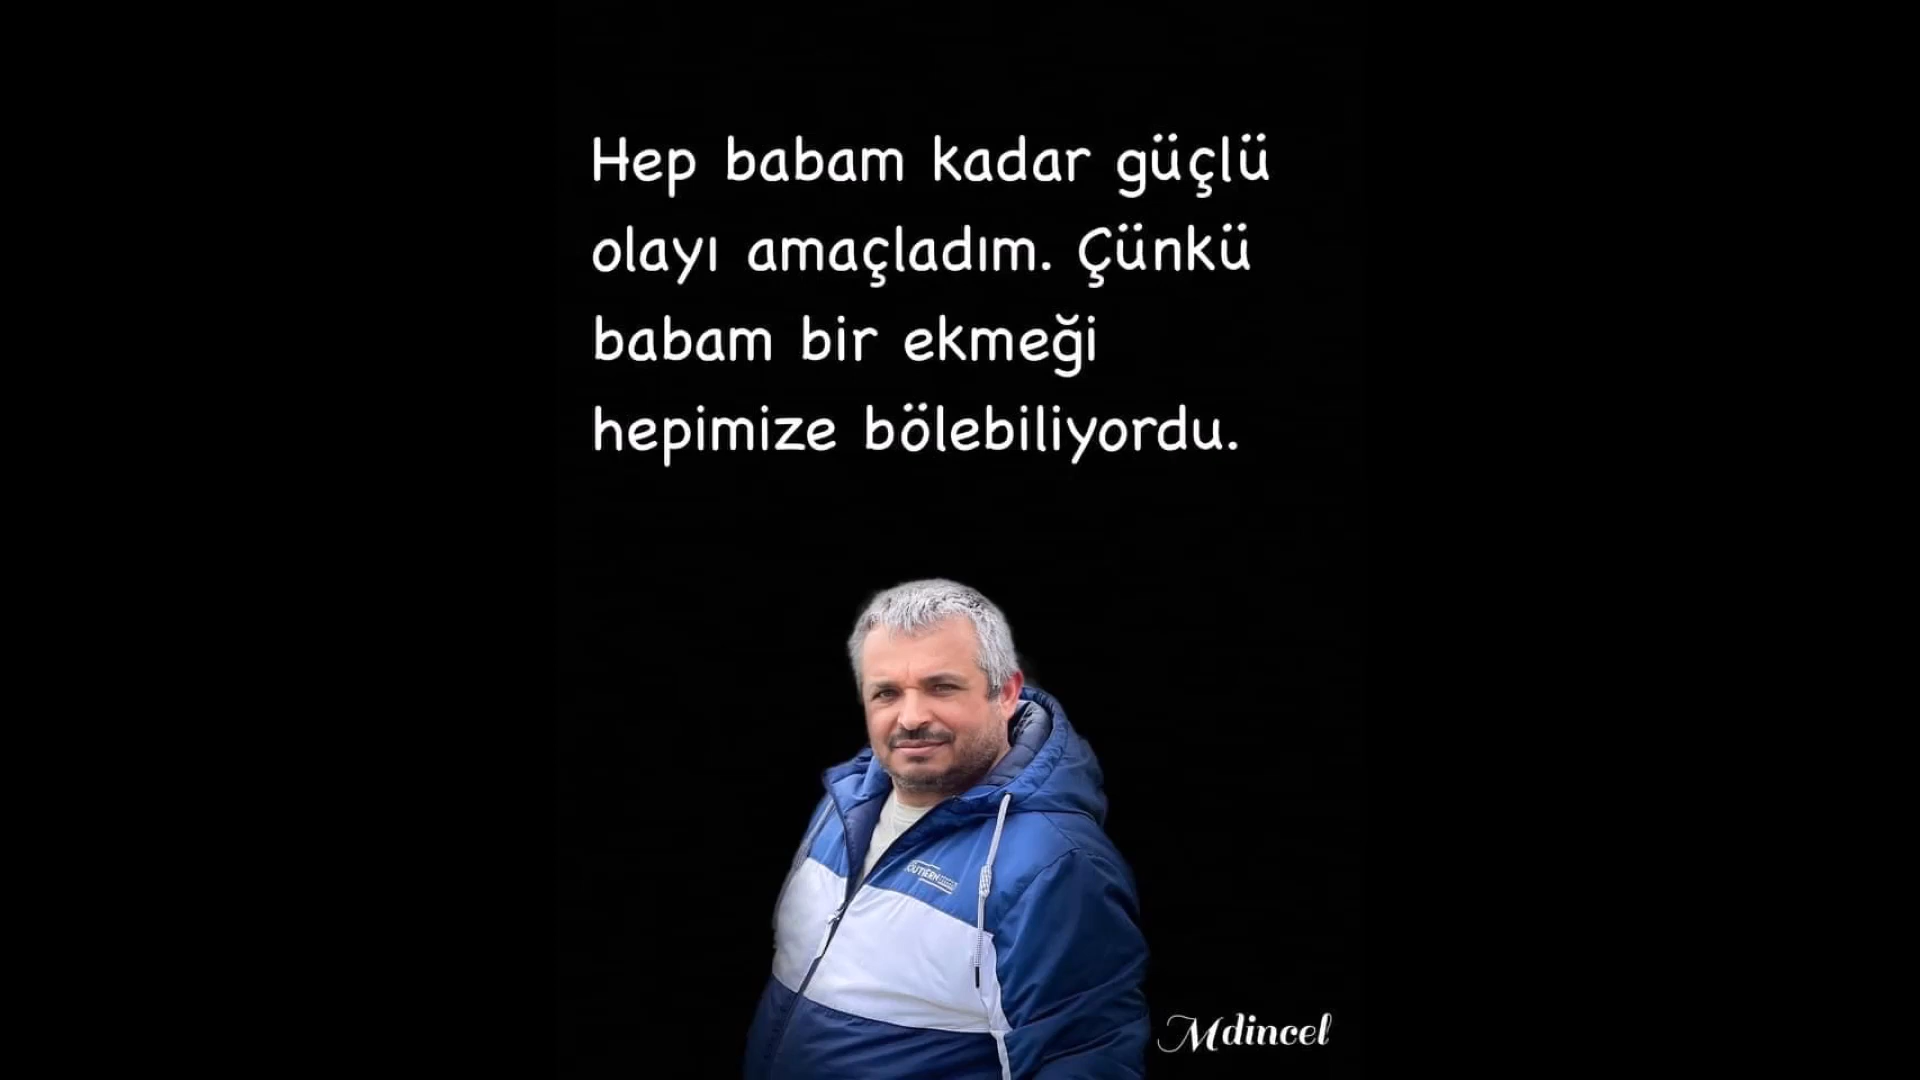 Hep babam kadar güçlü
olayı amaçladım. Çünkü
babam bir ekmeği
hepimize bölebiliyordu.
Mdincel